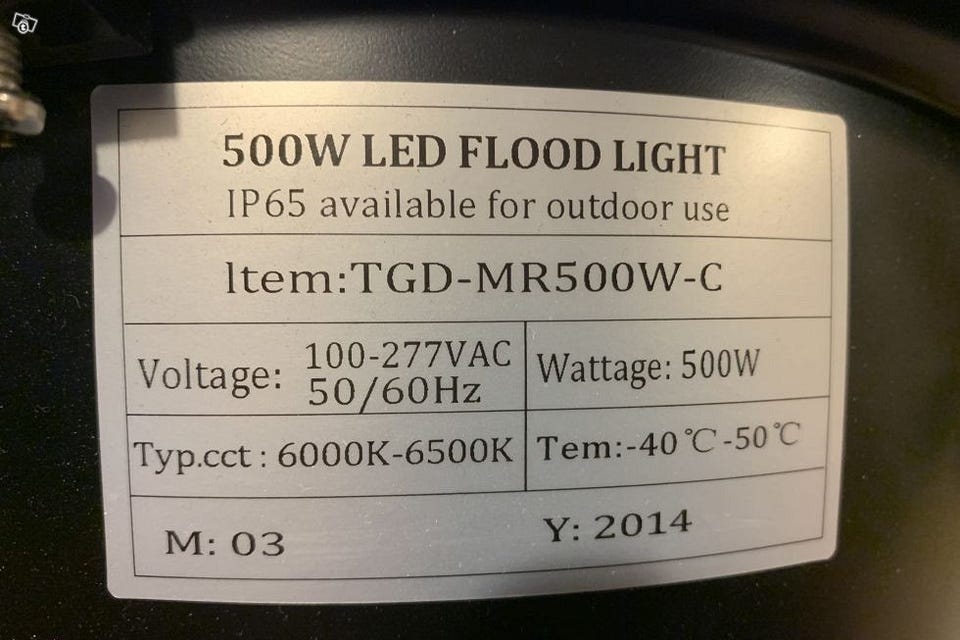 500W LED FLOOD LIGHT
IP65 available for outdoor use
Item:TGD-MR500W-C
Voltage: 100-277VAC
50/60Hz
Wattage: 500W
Typ.cct : 6000K-6500K
Tem:-40℃-50℃
M: 03
Y: 2014